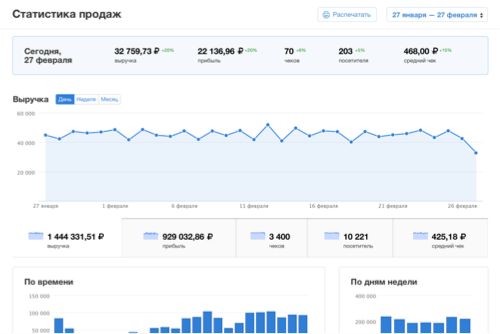 Статистика продаж
Распечатать
27 января — 27 февраля
Сегодня, 27 февраля
32 759,73 ₽ +20%
выручка
22 136,96 ₽ +20%
прибыль
70 +4%
чеков
203 +5%
посетителя
468,00 ₽ +15%
средний чек
Выручка
День Неделя Месяц
60 000
40 000
20 000
27 января 1 февраля 6 февраля 11 февраля 16 февраля 21 февраля 26 февраля
1 444 331,51 ₽
выручка
929 032,86 ₽
прибыль
3 400
чеков
10 221
посетитель
425,18 ₽
средний чек
По времени
150 000
100 000
50 000
По дням недели
400 000
200 000